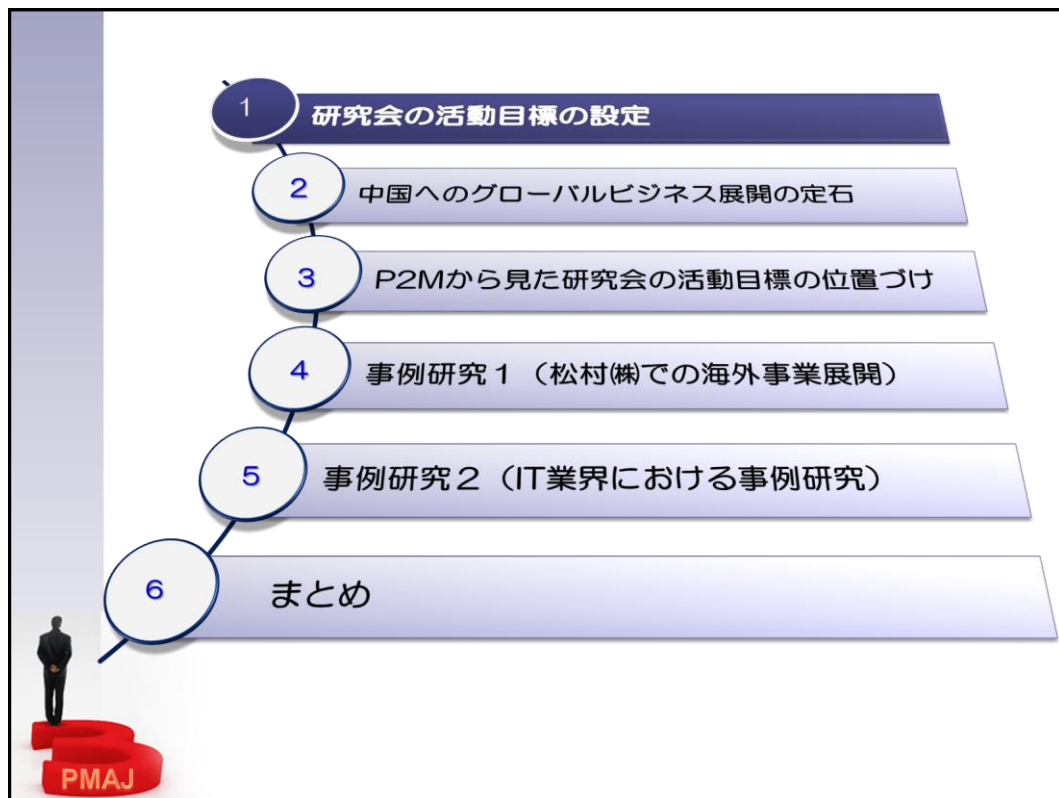 1
研究会の活動目標の設定
2
中国へのグローバルビジネス展開の定石
3
P2Mから見た研究会の活動目標の位置づけ
4
事例研究1（松村㈱での海外事業展開）
5
事例研究2（IT業界における事例研究）
6
まとめ
PMAJ